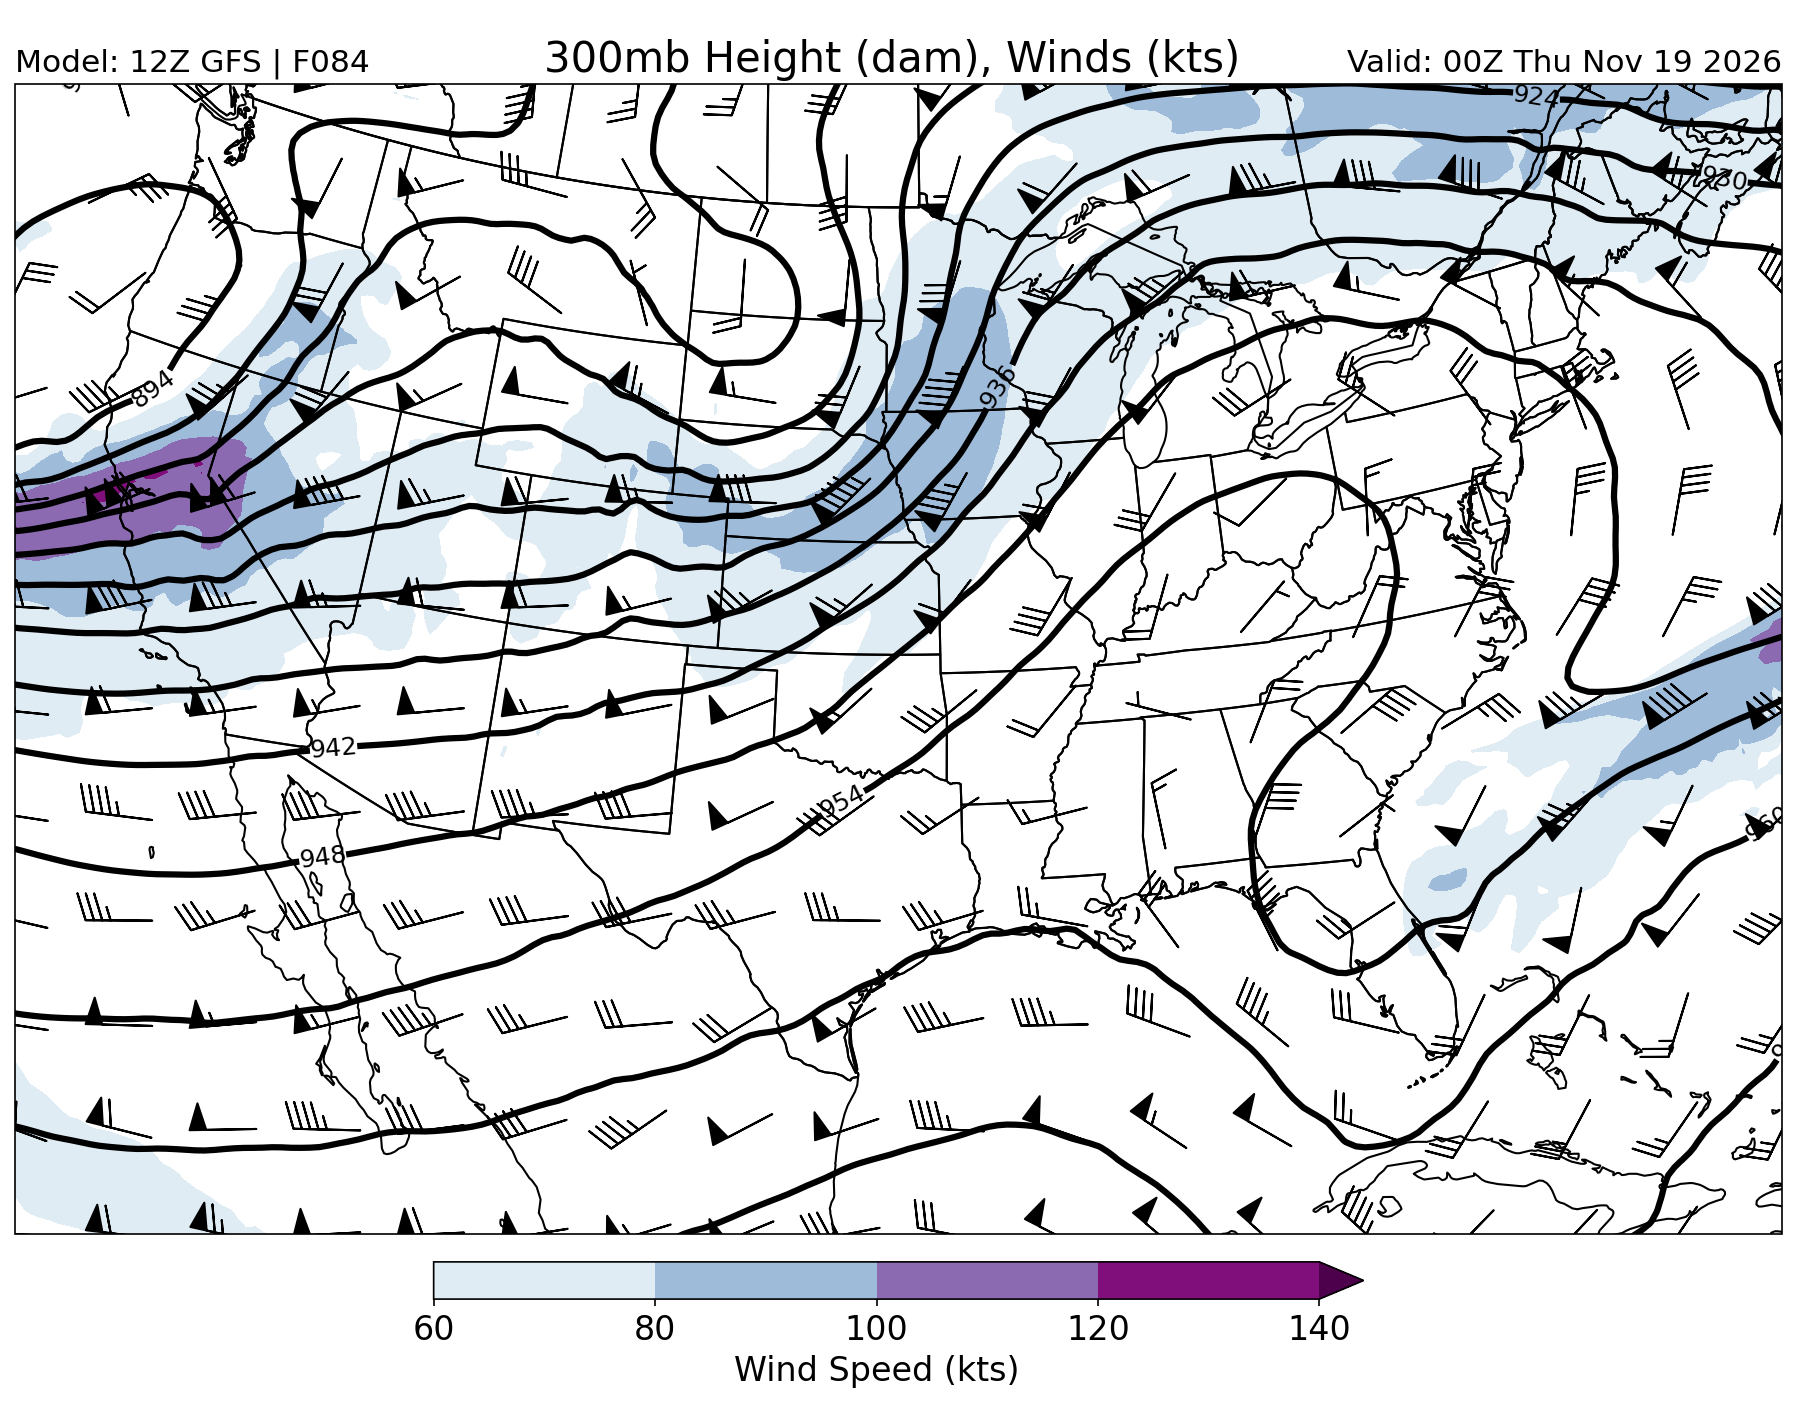 Model: 12Z GFS | F084
300mb Height (dam), Winds (kts)
Valid: 00Z Thu Nov 19 2026
924
930
894
936
942
954
960
948
60 80 100 120 140
Wind Speed (kts)